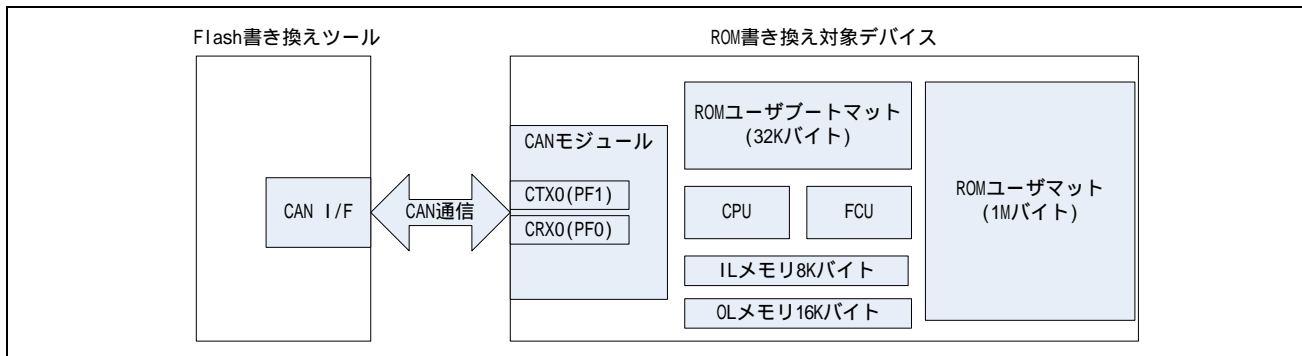 Flash書き換えツール
ROM書き換え対象デバイス
CAN I/F
CAN通信
CANモジュール
CTX0(PF1)
CRX0(PF0)
ROMユーザブートマット
(32Kバイト)
CPU
FCU
ILメモリ8Kバイト
OLメモリ16Kバイト
ROMユーザマット
(1Mバイト)